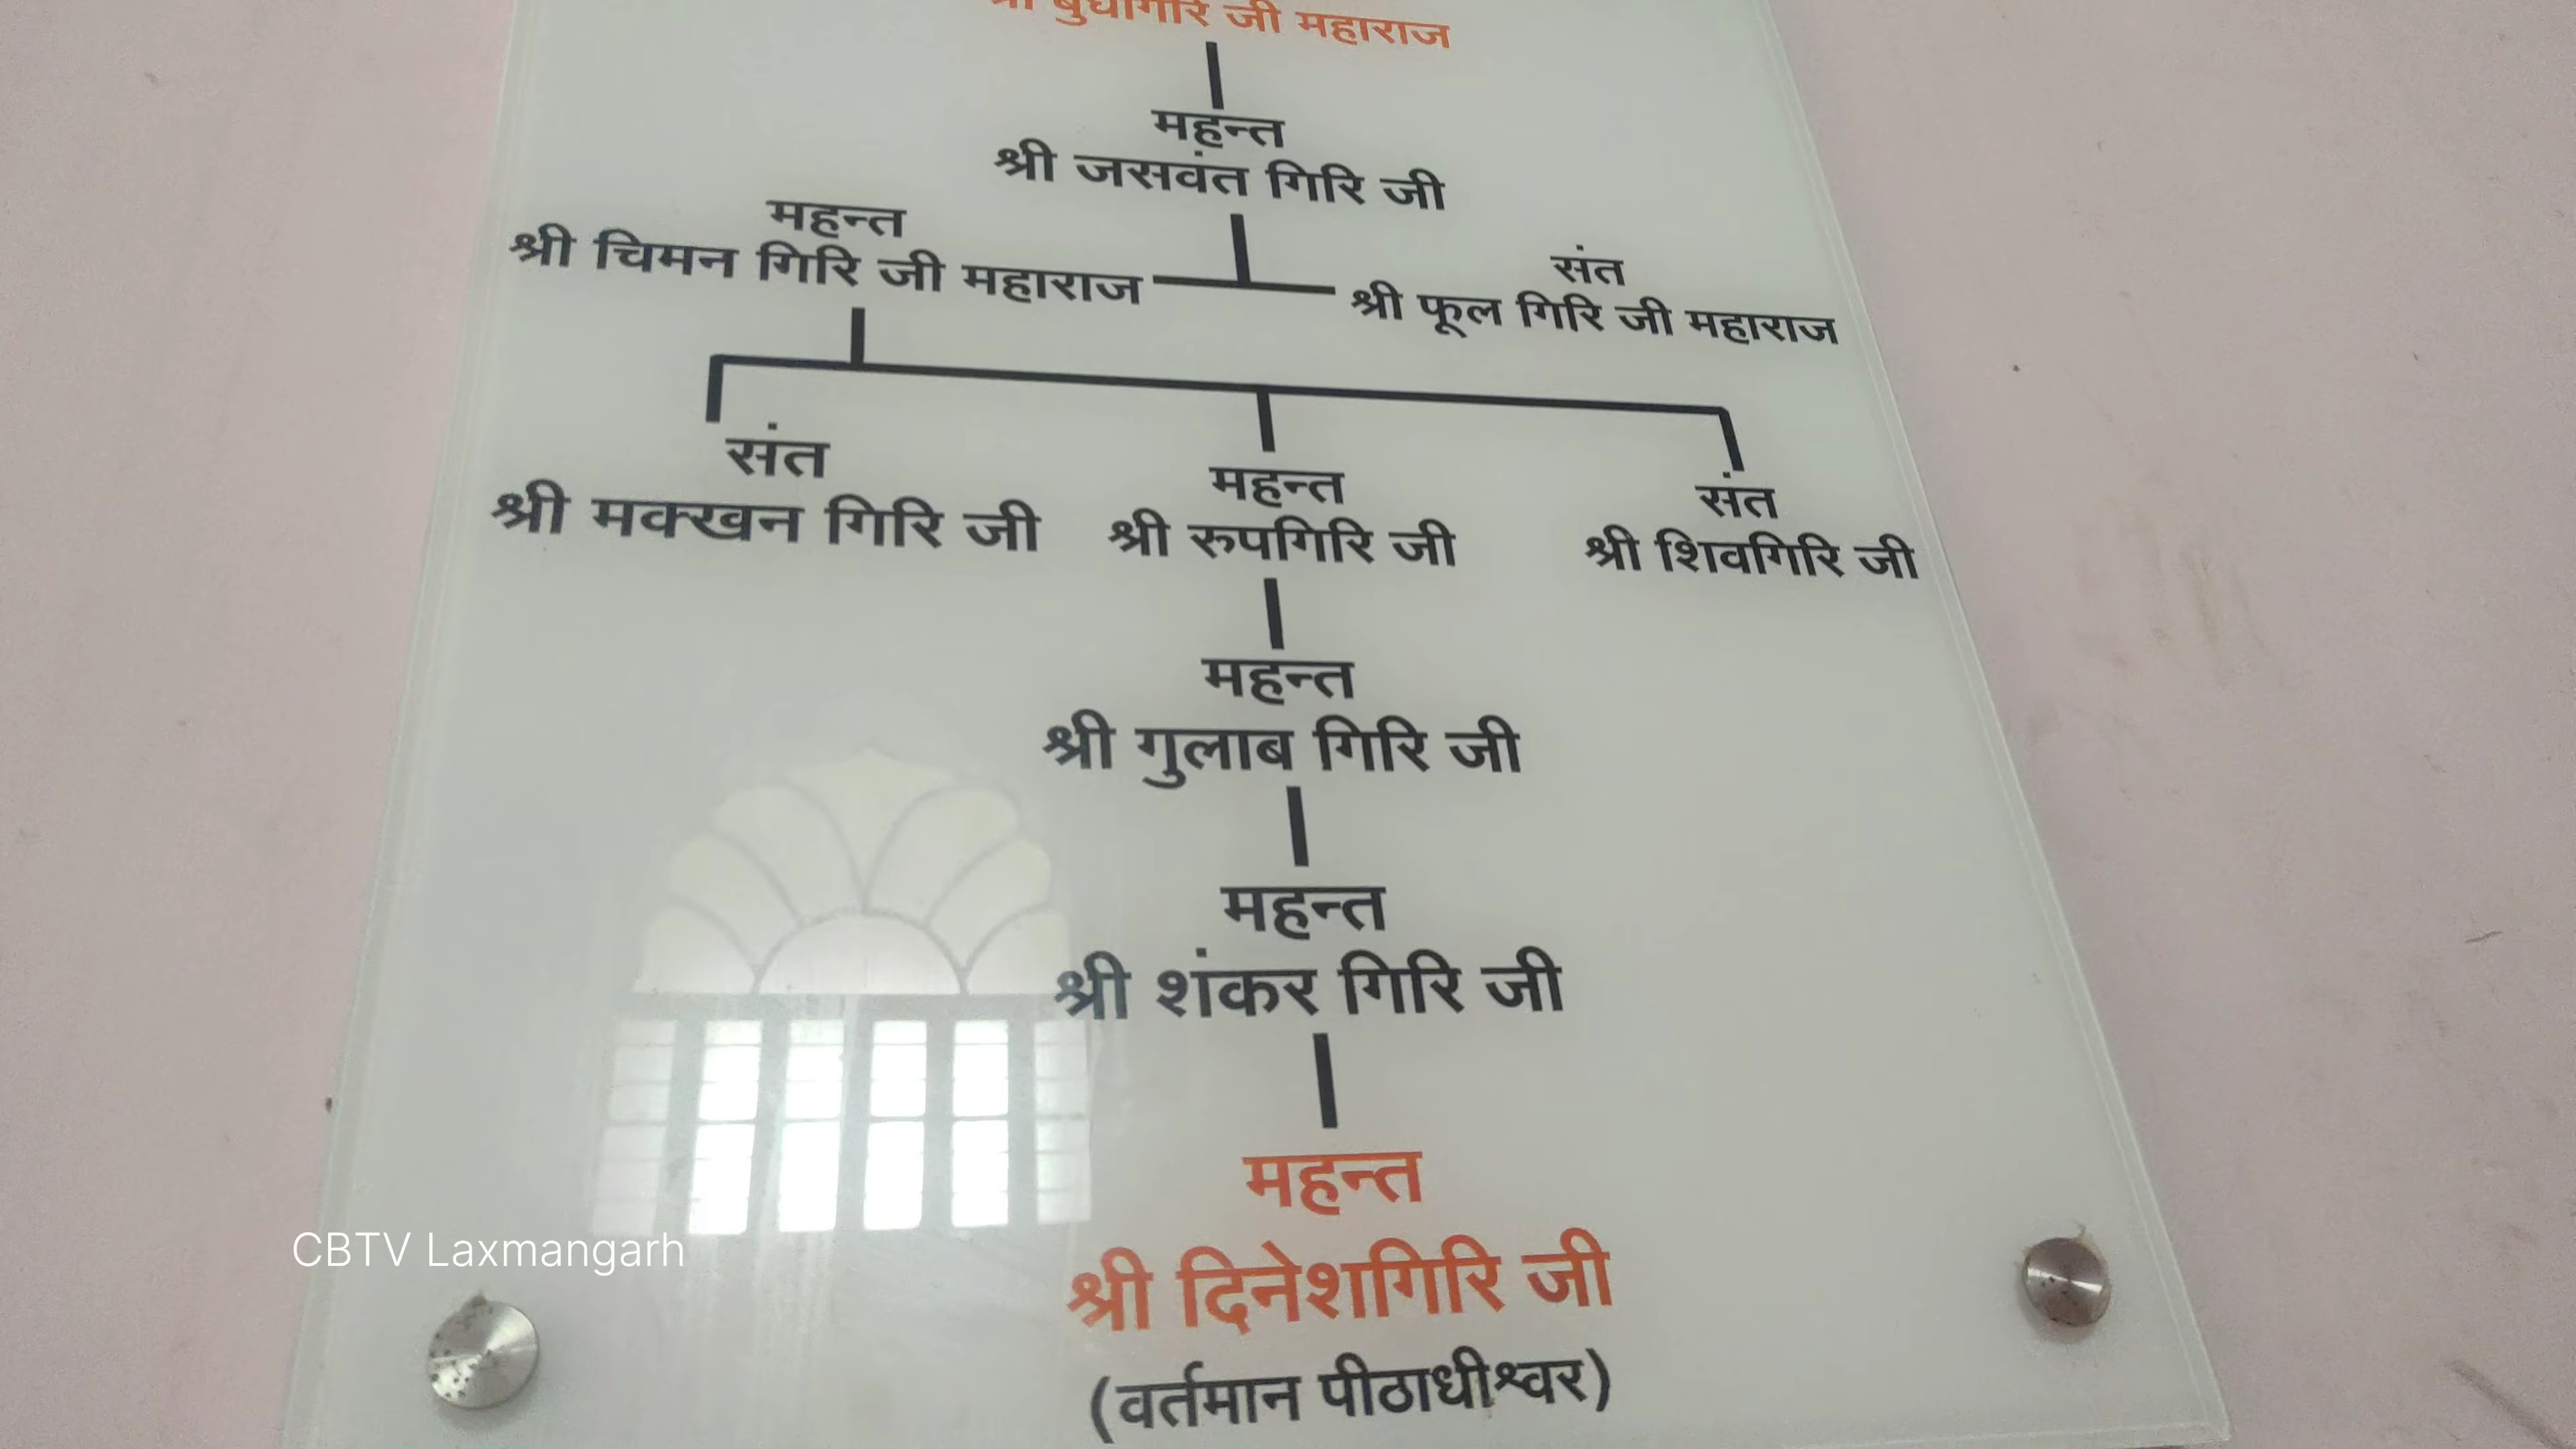 श्री बुधगिरि जी महाराज
महन्त
श्री जसवंत गिरि जी
महन्त
श्री चिमन गिरि जी महाराज
संत
श्री फूल गिरि जी महाराज
संत
श्री मक्खन गिरि जी
महन्त
श्री रुपगिरि जी
संत
श्री शिवगिरि जी
महन्त
श्री गुलाब गिरि जी
महन्त
श्री शंकर गिरि जी
महन्त
श्री दिनेशगिरि जी
(वर्तमान पीठाधीश्वर)
CBTV Laxmangarh